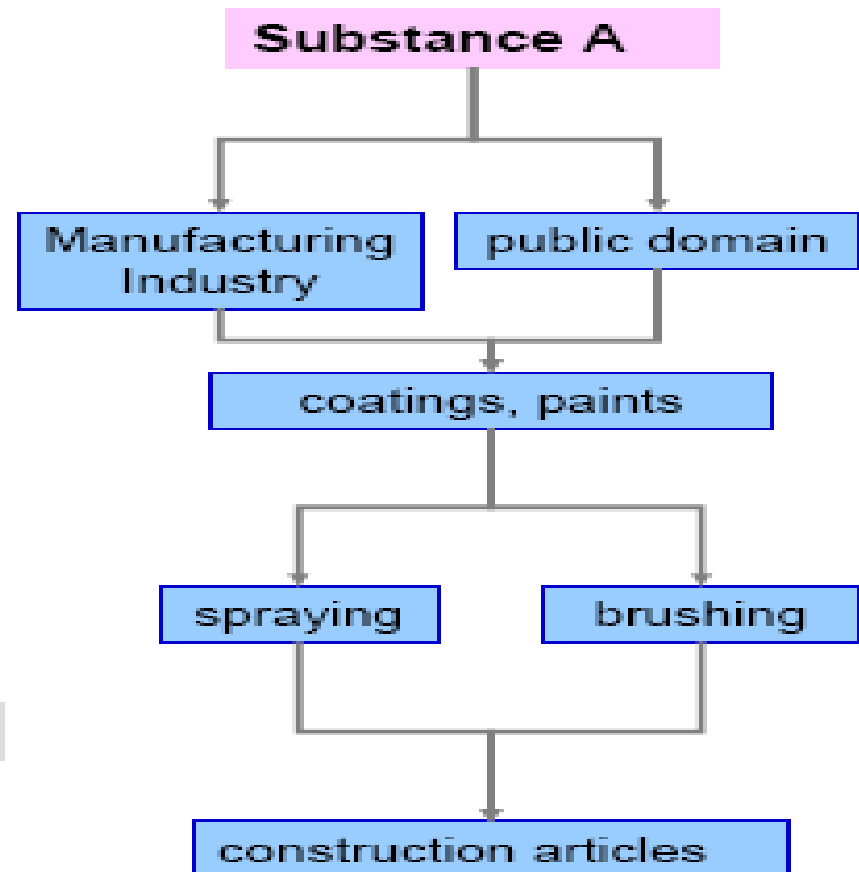 Substance A
Manufacturing
Industry
public domain
coatings, paints
spraying
brushing
construction articles